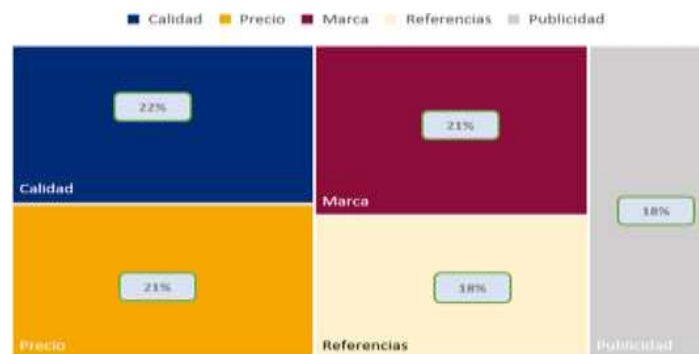 Calidad Precio Marca Referencias Publicidad
22%
Calidad
21%
Precio
21%
Marca
18%
Referencias
18%
Publicidad